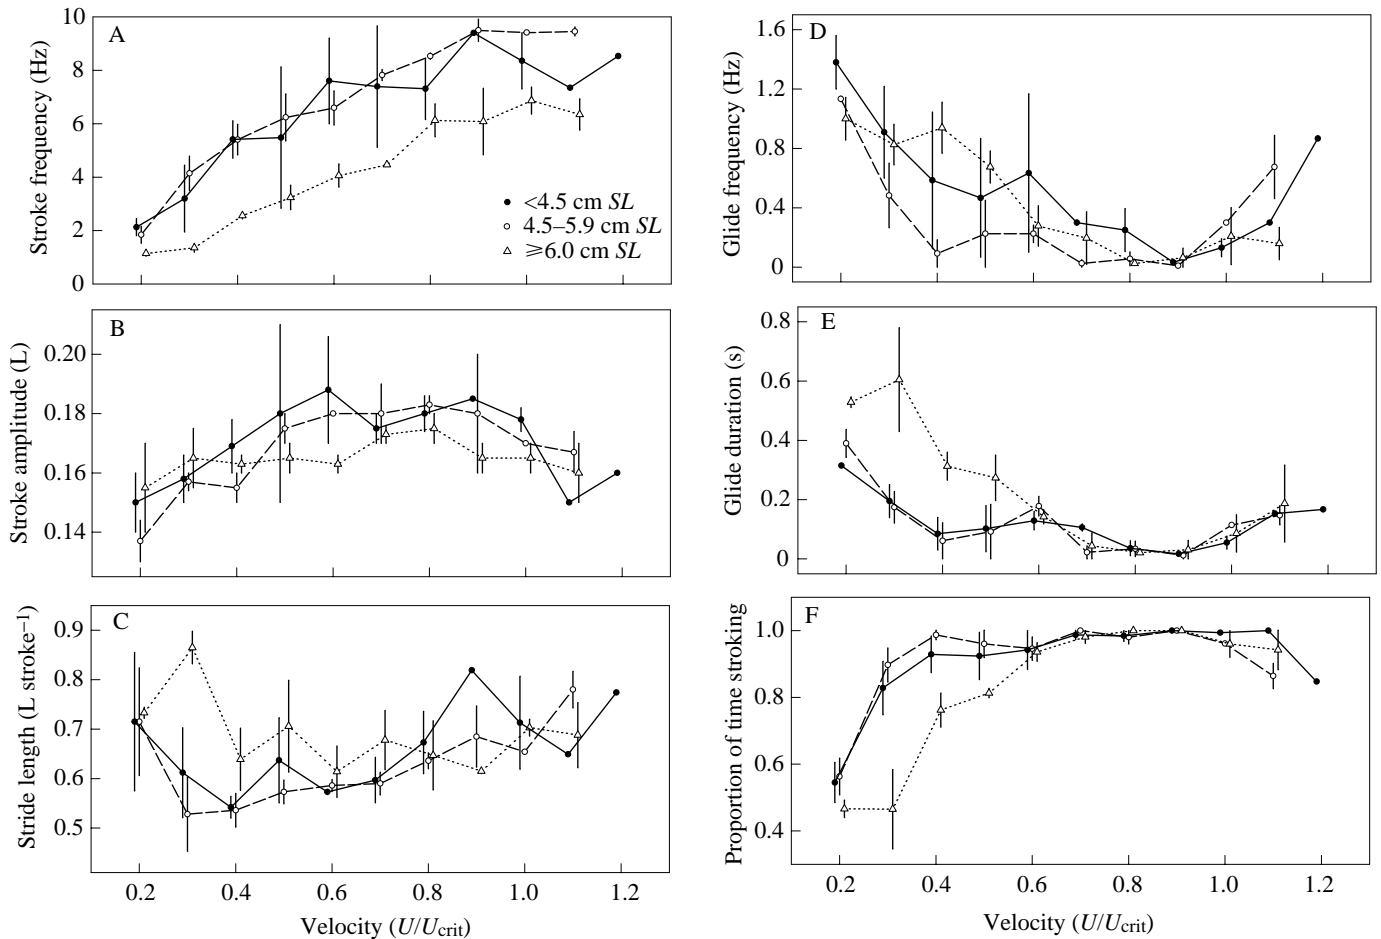 A
Stroke frequency (Hz)
10
8
6
4
2
0
<4.5 cm SL
4.5–5.9 cm SL
⩾6.0 cm SL
B
Stroke amplitude (L)
0.20
0.18
0.16
0.14
C
Stride length (L stroke⁻¹)
0.9
0.8
0.7
0.6
0.5
0.2 0.4 0.6 0.8 1.0 1.2
Velocity (U/Ucrit)
D
Glide frequency (Hz)
1.6
1.2
0.8
0.4
0
E
Glide duration (s)
0.8
0.6
0.4
0.2
0
F
Proportion of time stroking
1.0
0.8
0.6
0.4
0.2 0.4 0.6 0.8 1.0 1.2
Velocity (U/Ucrit)